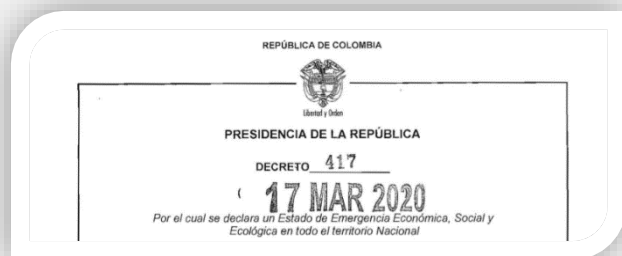 REPÚBLICA DE COLOMBIA
Libertad y Orden
PRESIDENCIA DE LA REPÚBLICA
DECRETO 417
( 17 MAR 2020
Por el cual se declara un Estado de Emergencia Económica, Social y
Ecológica en todo el territorio Nacional